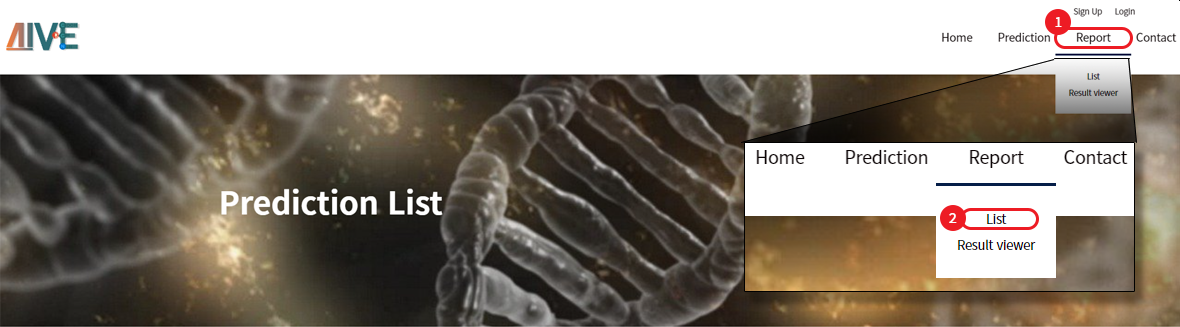 AIVE
Sign Up Login
1
Home Prediction Report Contact
List
Result viewer
Home Prediction Report Contact
Prediction List
2 List
Result viewer